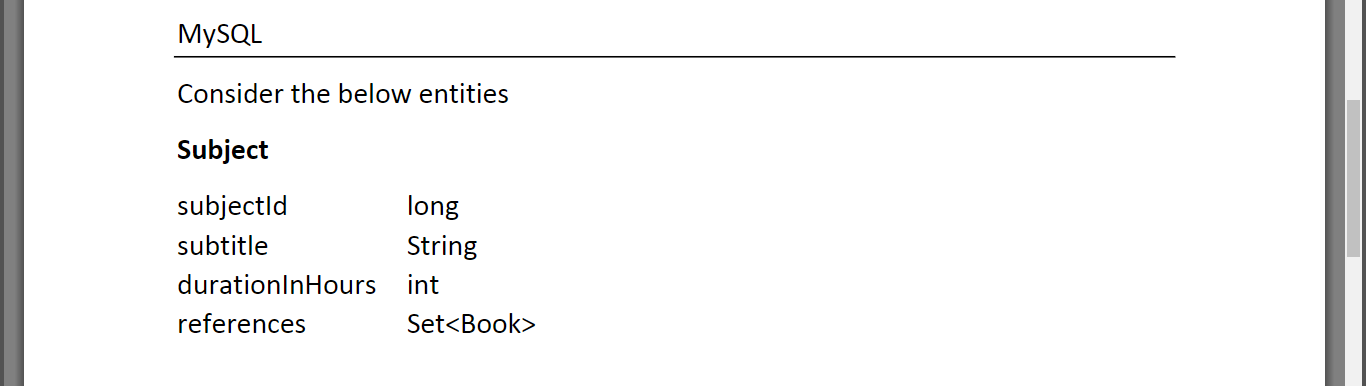 MySQL
Consider the below entities
Subject
subjectId long
subtitle String
durationInHours int
references Set<Book>